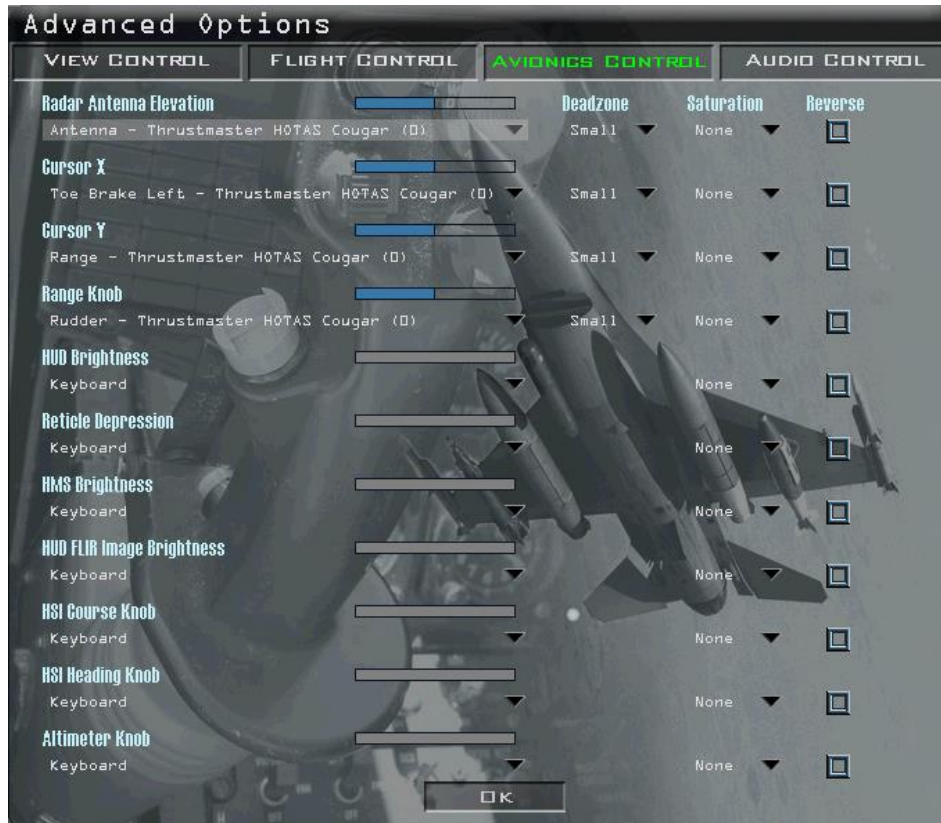 Advanced Options
VIEW CONTROL FLIGHT CONTROL AVIONICS CONTROL AUDIO CONTROL
Radar Antenna Elevation Deadzone Saturation Reverse
Antenna - Thrustmaster HOTAS Cougar (0) Small None
Cursor X
Toe Brake Left - Thrustmaster HOTAS Cougar (0) Small None
Cursor Y
Range - Thrustmaster HOTAS Cougar (0) Small None
Range Knob
Rudder - Thrustmaster HOTAS Cougar (0) Small None
HUD Brightness
Keyboard None
Reticle Depression
Keyboard None
HMS Brightness
Keyboard None
HUD FLIR Image Brightness
Keyboard None
HSI Course Knob
Keyboard None
HSI Heading Knob
Keyboard None
Altimeter Knob
Keyboard None
OK